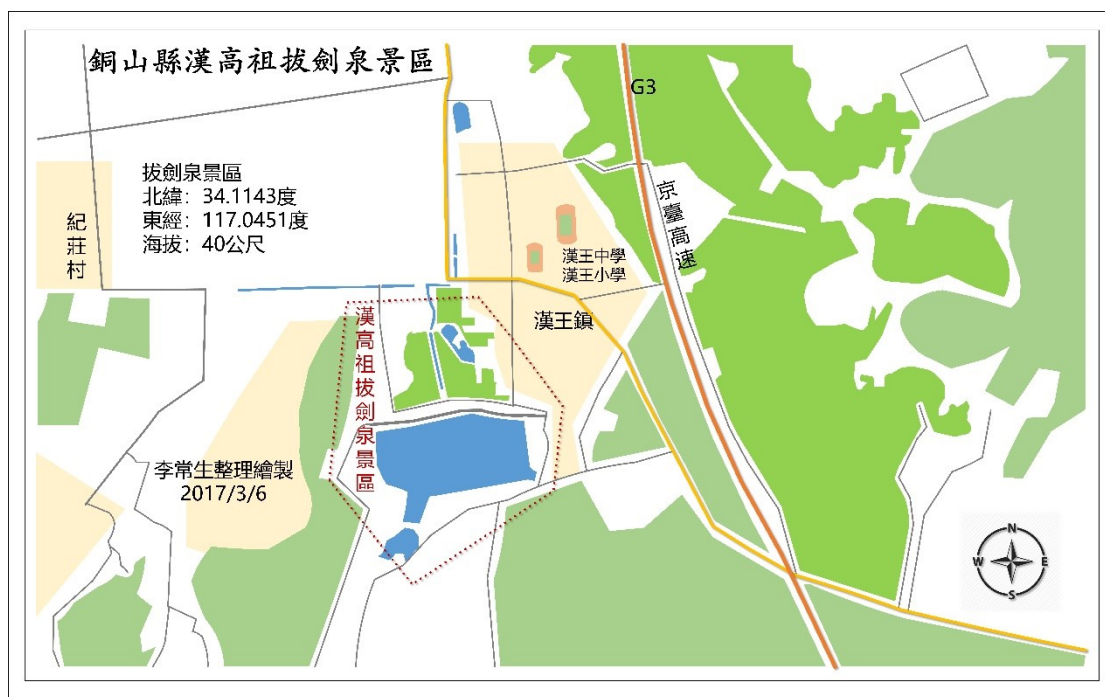 銅山縣漢高祖拔劍泉景區
G3
拔劍泉景區
北緯：34.1143度
東經：117.0451度
海拔：40公尺
紀莊村
京臺高速
漢王中學
漢王小學
漢王鎮
漢高祖拔劍泉景區
李常生整理繪製
2017/3/6
N
W
E
S